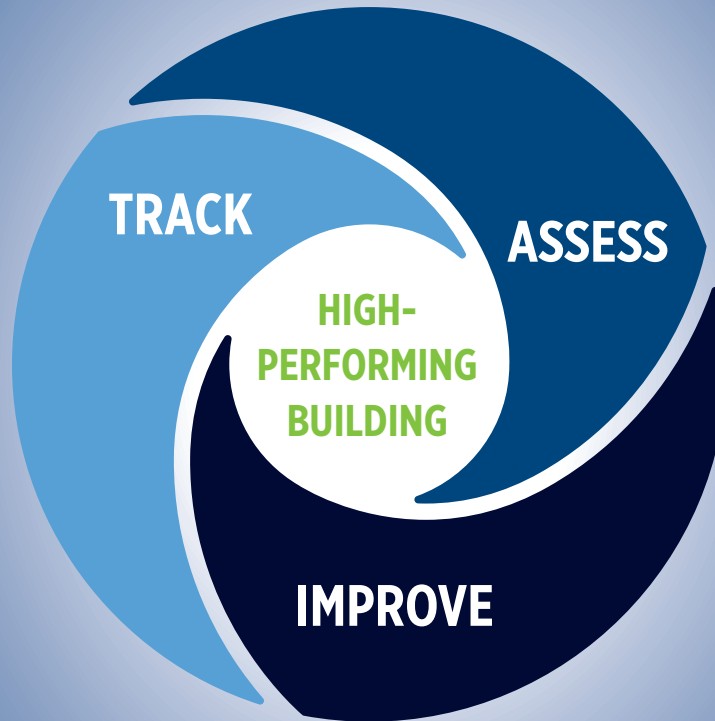 TRACK
ASSESS
HIGH-
PERFORMING
BUILDING
IMPROVE